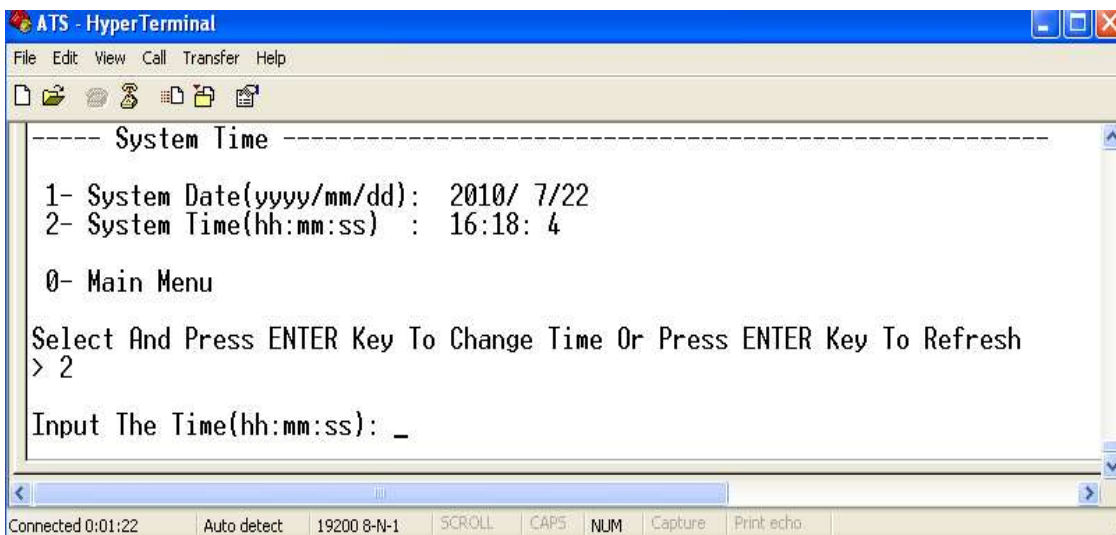 ATS - HyperTerminal
File Edit View Call Transfer Help
----- System Time -------------------------------------------------------
1- System Date(yyyy/mm/dd): 2010/ 7/22
2- System Time(hh:mm:ss) : 16:18: 4
0- Main Menu
Select And Press ENTER Key To Change Time Or Press ENTER Key To Refresh
> 2
Input The Time(hh:mm:ss): _
Connected 0:01:22 Auto detect 19200 8-N-1 SCROLL CAPS NUM Capture Print echo